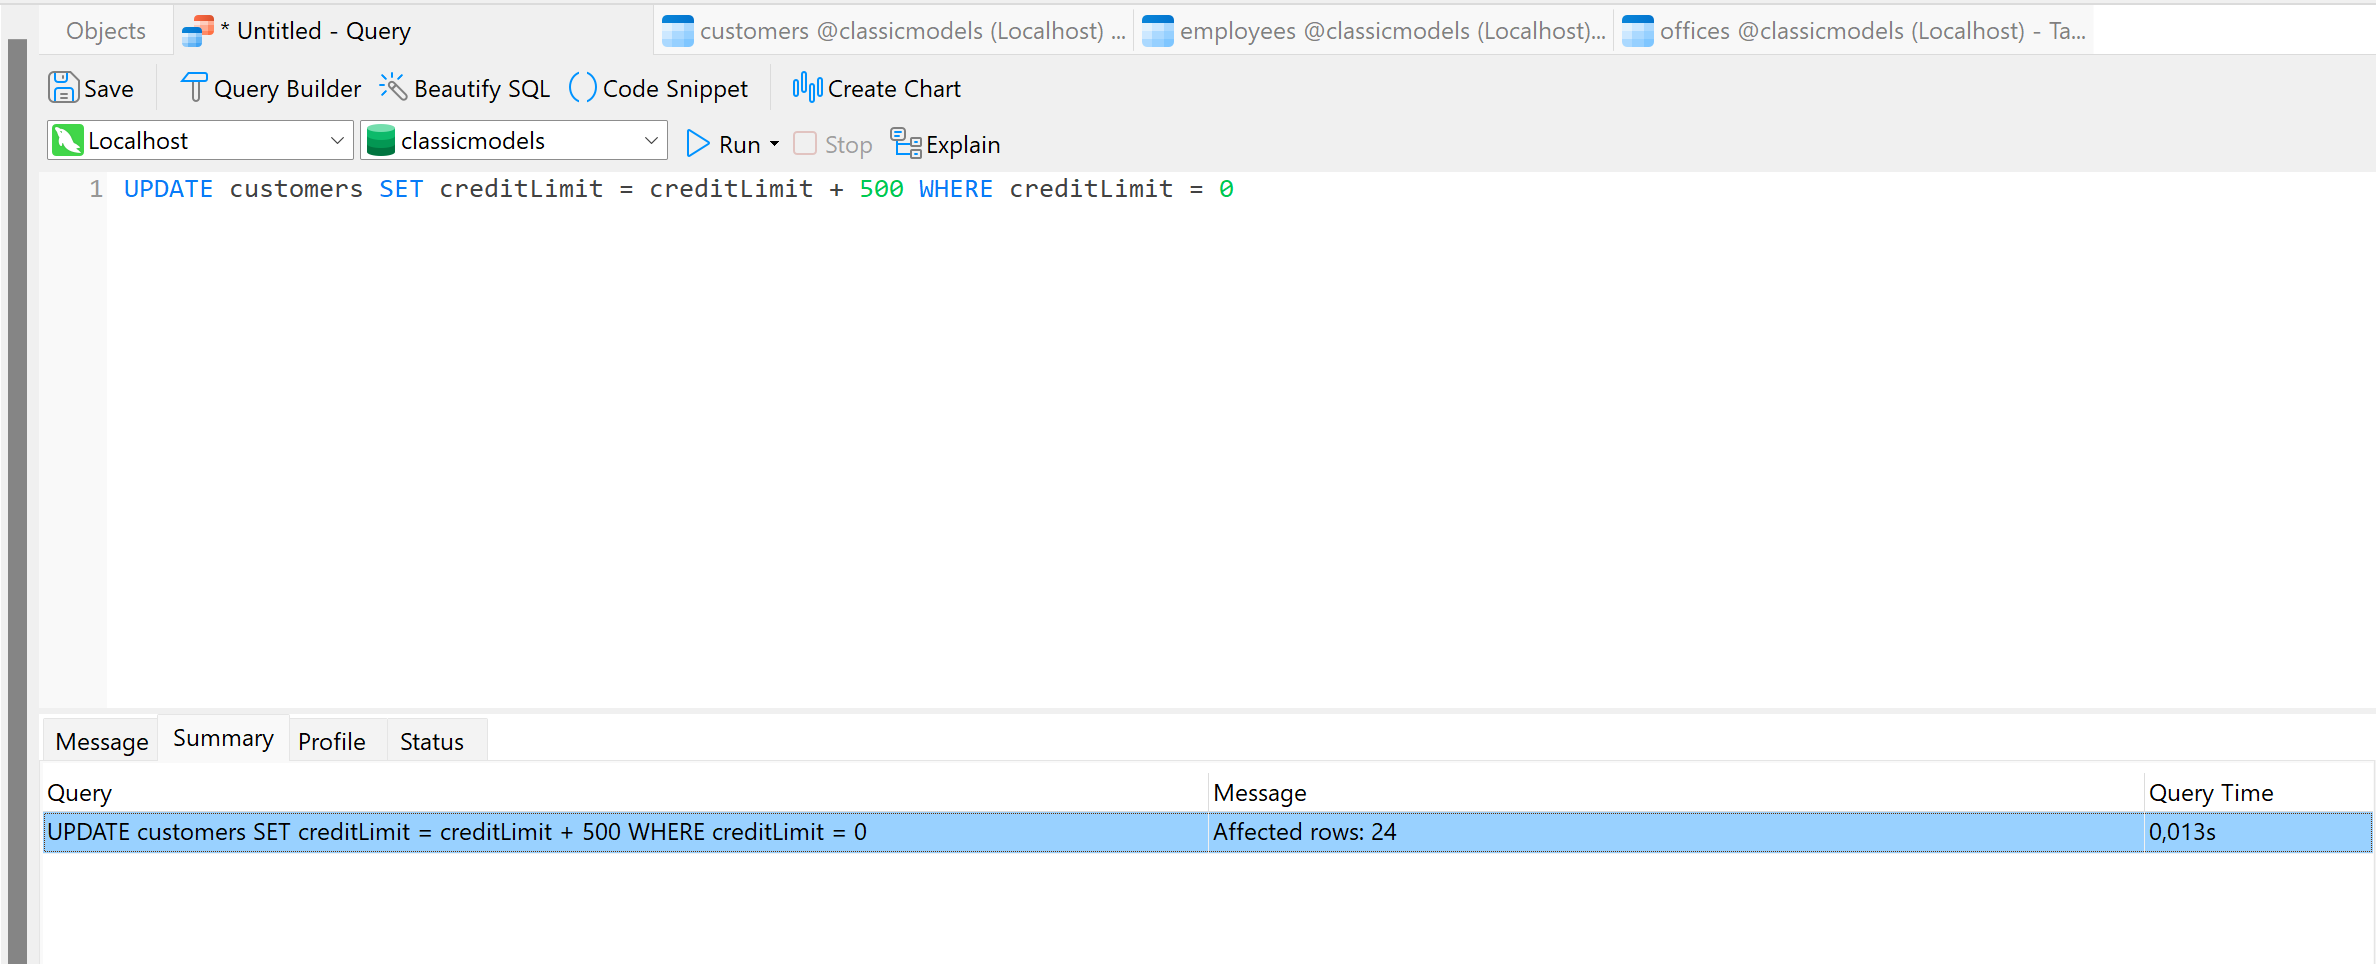 Objects * Untitled - Query customers @classicmodels (Localhost) ... employees @classicmodels (Localhost)... offices @classicmodels (Localhost) - Ta...
Save Query Builder Beautify SQL Code Snippet Create Chart
Localhost classicmodels Run Stop Explain
1 UPDATE customers SET creditLimit = creditLimit + 500 WHERE creditLimit = 0
Message Summary Profile Status
Query Message Query Time
UPDATE customers SET creditLimit = creditLimit + 500 WHERE creditLimit = 0 Affected rows: 24 0,013s